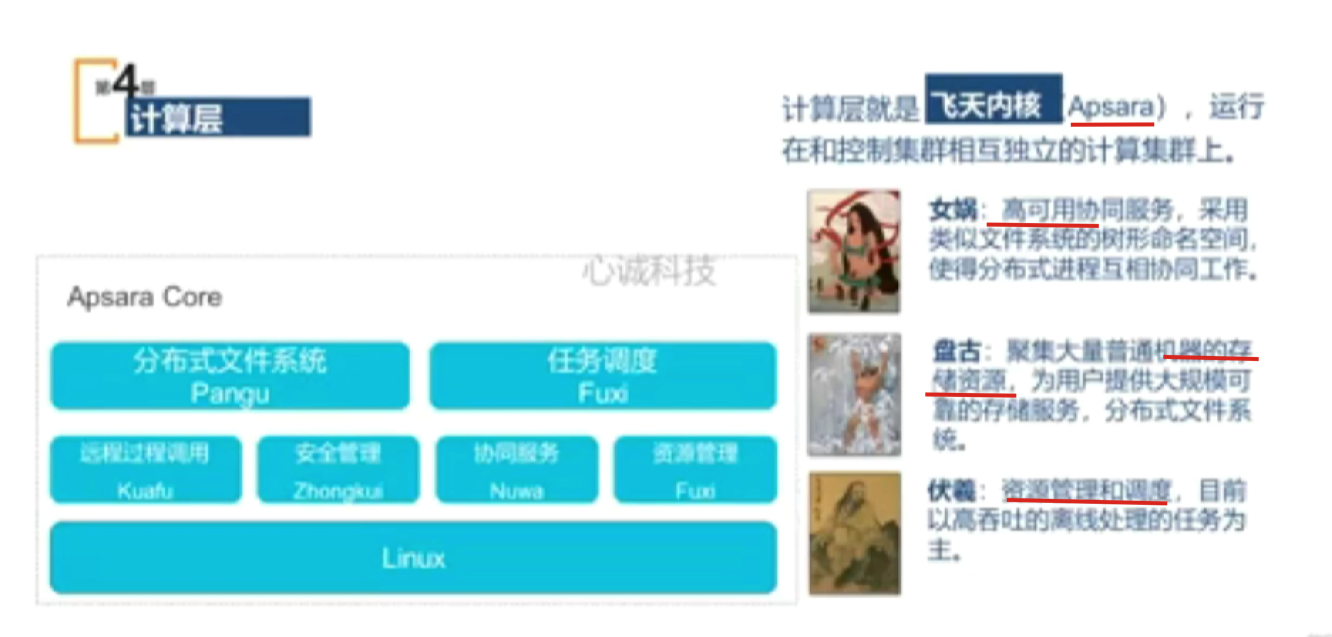 第4层
计算层
计算层就是 飞天内核 （Apsara），运行
在和控制集群相互独立的计算集群上。
女娲：高可用协同服务，采用
类似文件系统的树形命名空间，
使得分布式进程互相协同工作。
盘古：聚集大量普通机器的存
储资源，为用户提供大规模可
靠的存储服务，分布式文件系
统。
伏羲：资源管理和调度，目前
以高吞吐的离线处理的任务为
主。
心诚科技
Apsara Core
分布式文件系统
Pangu
任务调度
Fuxi
远程过程调用
Kuafu
安全管理
Zhongkui
协同服务
Nuwa
资源管理
Fuxi
Linux